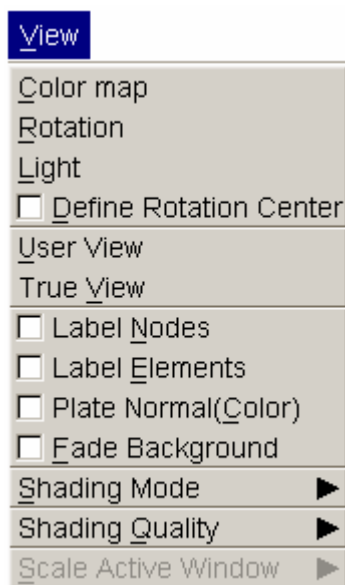 View
Color map
Rotation
Light
Define Rotation Center
User View
True View
Label Nodes
Label Elements
Plate Normal(Color)
Fade Background
Shading Mode
Shading Quality
Scale Active Window